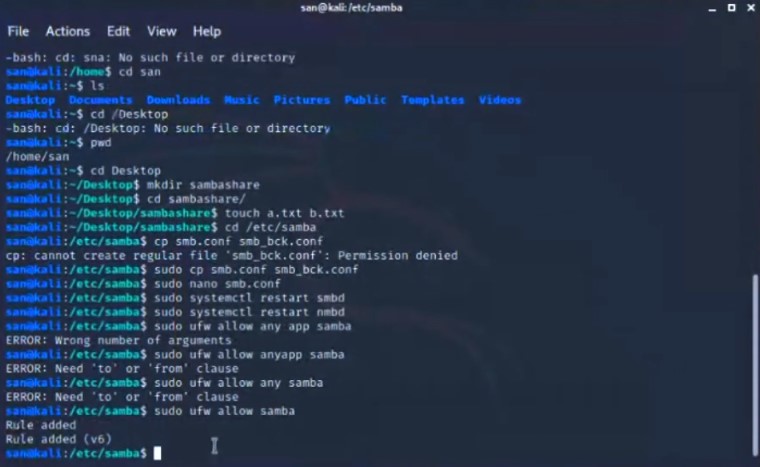 san@kali: /etc/samba
File Actions Edit View Help
-bash: cd: sna: No such file or directory
san@kali:/home$ cd san
san@kali:~$ ls
Desktop Documents Downloads Music Pictures Public Templates Videos
san@kali:~$ cd /Desktop
-bash: cd: /Desktop: No such file or directory
san@kali:~$ pwd
/home/san
san@kali:~$ cd Desktop
san@kali:~/Desktop$ mkdir sambashare
san@kali:~/Desktop$ cd sambashare/
san@kali:~/Desktop/sambashare$ touch a.txt b.txt
san@kali:~/Desktop/sambashare$ cd /etc/samba
san@kali:/etc/samba$ cp smb.conf smb_bck.conf
cp: cannot create regular file 'smb_bck.conf': Permission denied
san@kali:/etc/samba$ sudo cp smb.conf smb_bck.conf
san@kali:/etc/samba$ sudo nano smb.conf
san@kali:/etc/samba$ sudo systemctl restart smbd
san@kali:/etc/samba$ sudo systemctl restart nmbd
san@kali:/etc/samba$ sudo ufw allow any app samba
ERROR: Wrong number of arguments
san@kali:/etc/samba$ sudo ufw allow anyapp samba
ERROR: Need 'to' or 'from' clause
san@kali:/etc/samba$ sudo ufw allow any samba
ERROR: Need 'to' or 'from' clause
san@kali:/etc/samba$ sudo ufw allow samba
Rule added
Rule added (v6)
san@kali:/etc/samba$